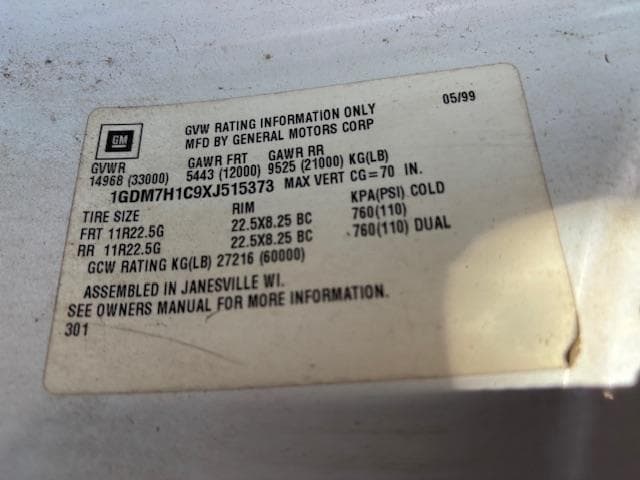 GM
GVW RATING INFORMATION ONLY 05/99
MFD BY GENERAL MOTORS CORP
GVWR GAWR FRT GAWR RR
14968 (33000) 5443 (12000) 9525 (21000) KG(LB)
1GDM7H1C9XJ515373 MAX VERT CG=70 IN.
TIRE SIZE RIM KPA(PSI) COLD
FRT 11R22.5G 22.5X8.25 BC 760(110)
RR 11R22.5G 22.5X8.25 BC 760(110) DUAL
GCW RATING KG(LB) 27216 (60000)
ASSEMBLED IN JANESVILLE WI.
SEE OWNERS MANUAL FOR MORE INFORMATION.
301